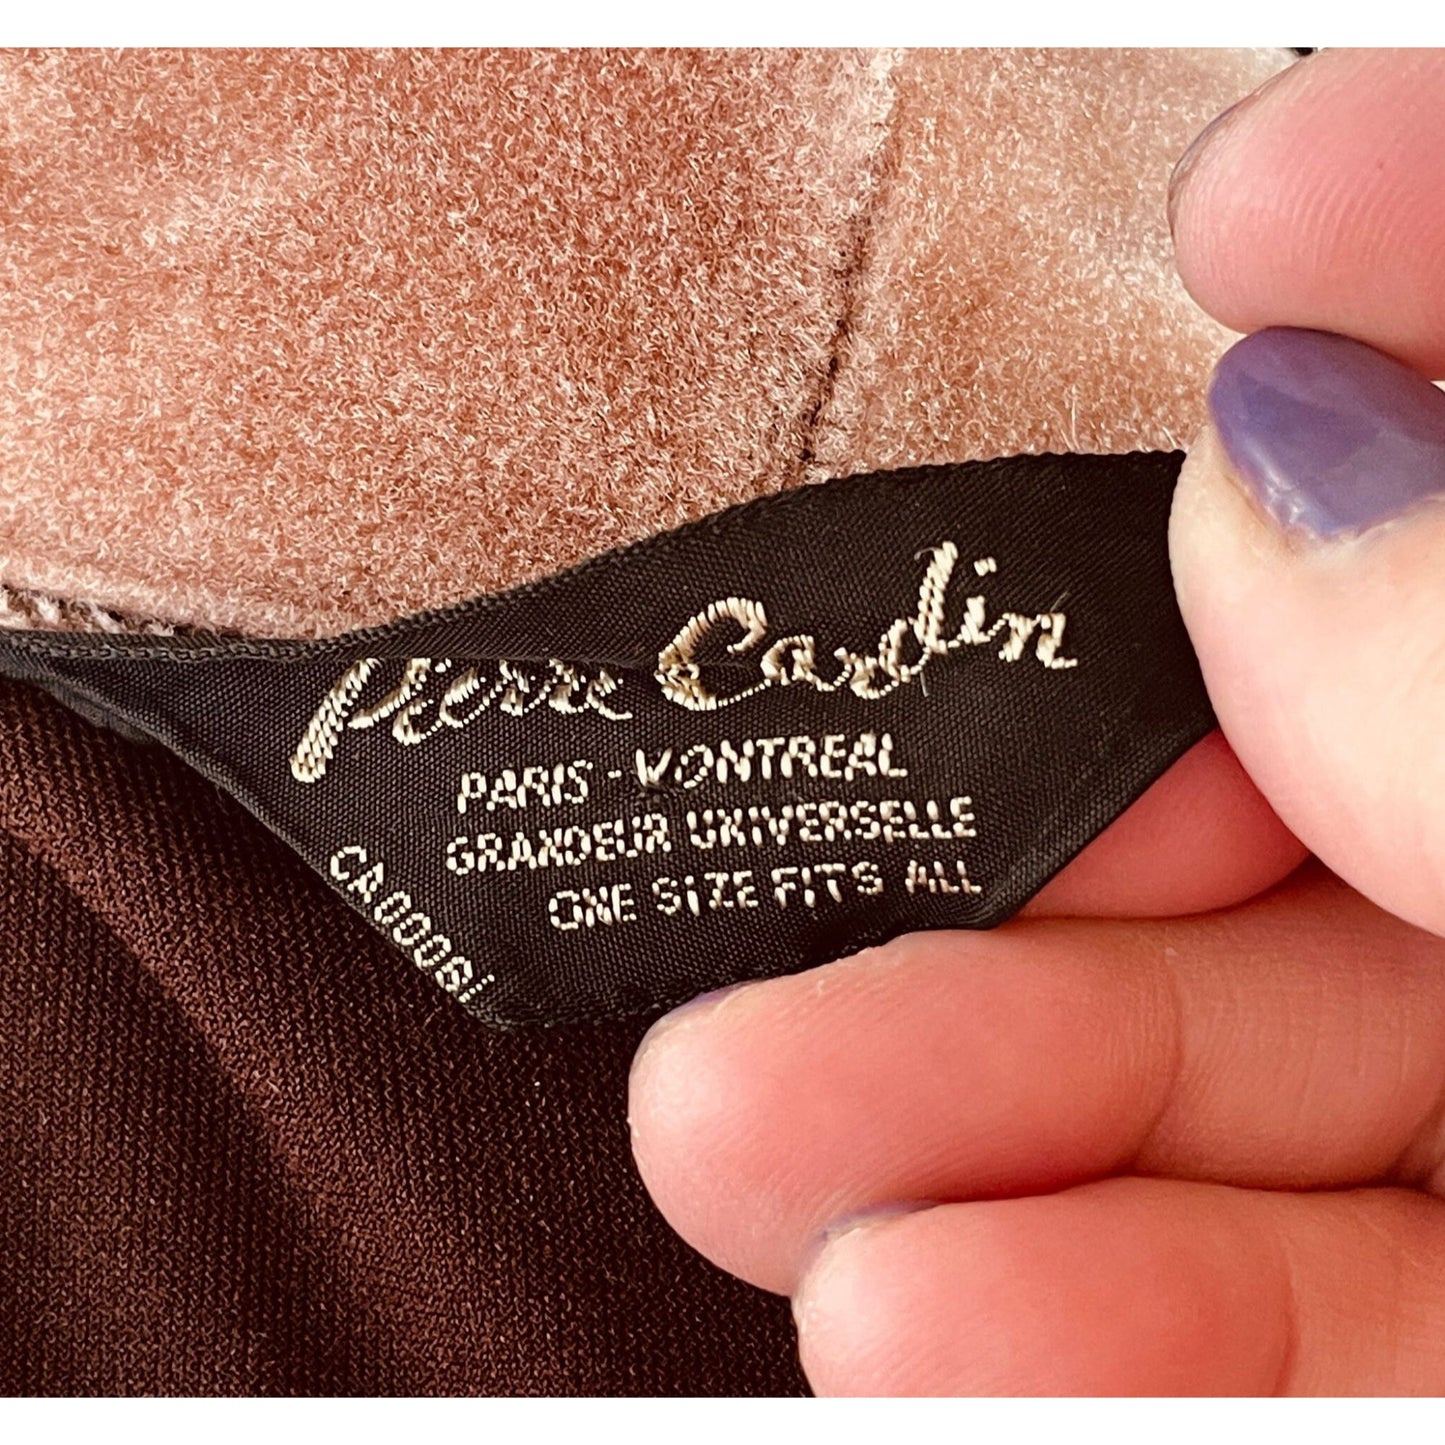 Pierre Cardin
PARIS - MONTREAL
GRANDEUR UNIVERSELLE
ONE SIZE FITS ALL